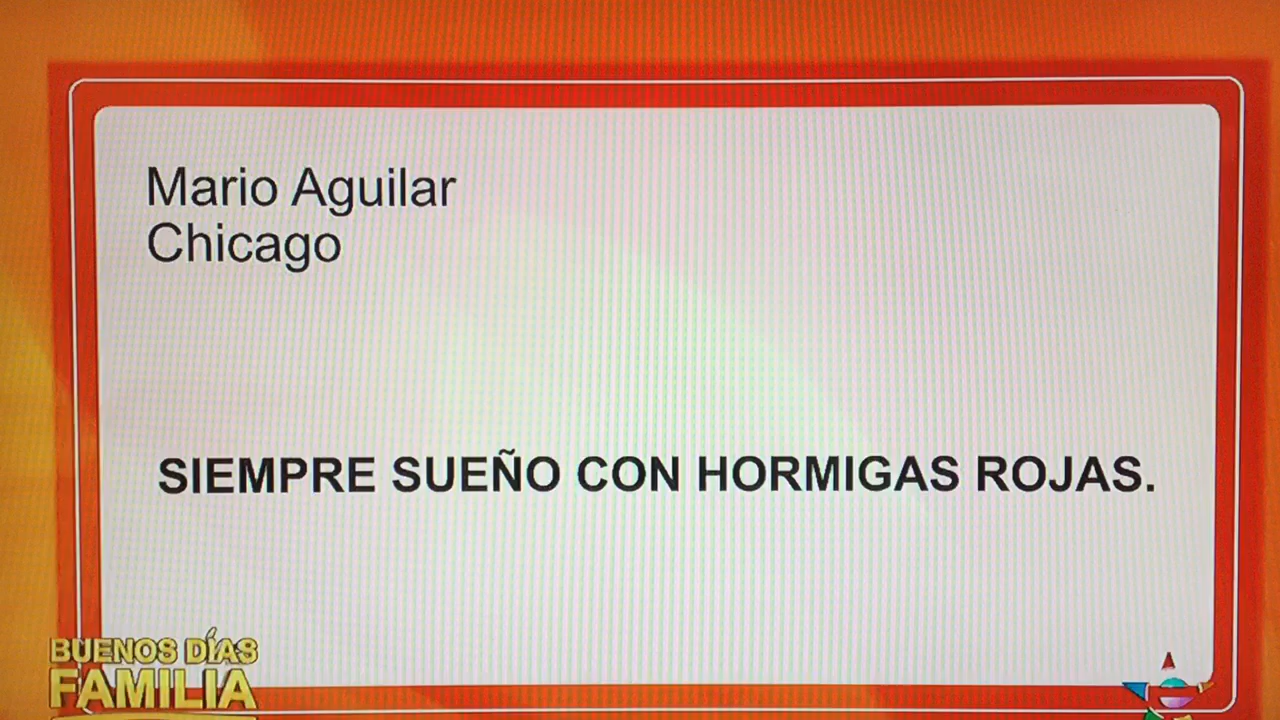 Mario Aguilar
Chicago
SIEMPRE SUEÑO CON HORMIGAS ROJAS.
BUENOS DÍAS
FAMILIA